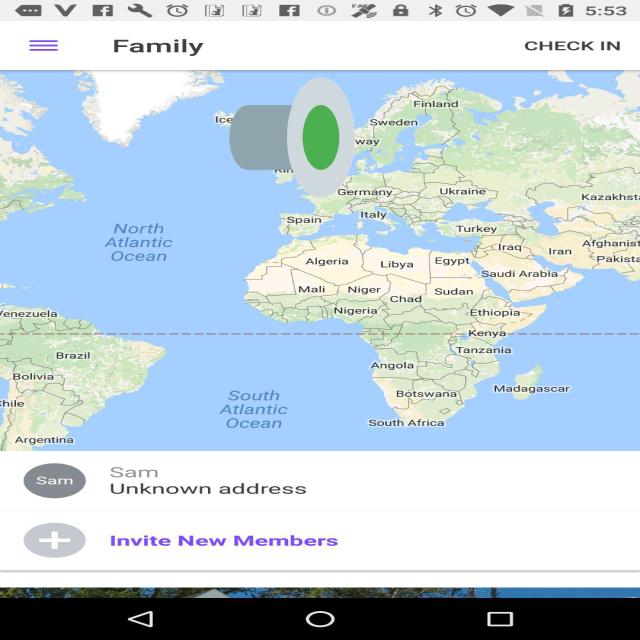 5:53
Family
CHECK IN
Finland
Ice
Sweden
way
Germany
Ukraine
Kazakhsta
Spain
Italy
Turkey
North
Atlantic
Ocean
Iraq
Iran
Afghanist
Pakista
Algeria
Libya
Egypt
Saudi Arabia
Mali
Niger
Chad
Sudan
Nigeria
Ethiopia
enezuela
Kenya
Brazil
Tanzania
Bolivia
Angola
Botswana
Madagascar
hile
South
Atlantic
Ocean
South Africa
Argentina
Sam
Sam
Unknown address
Invite New Members